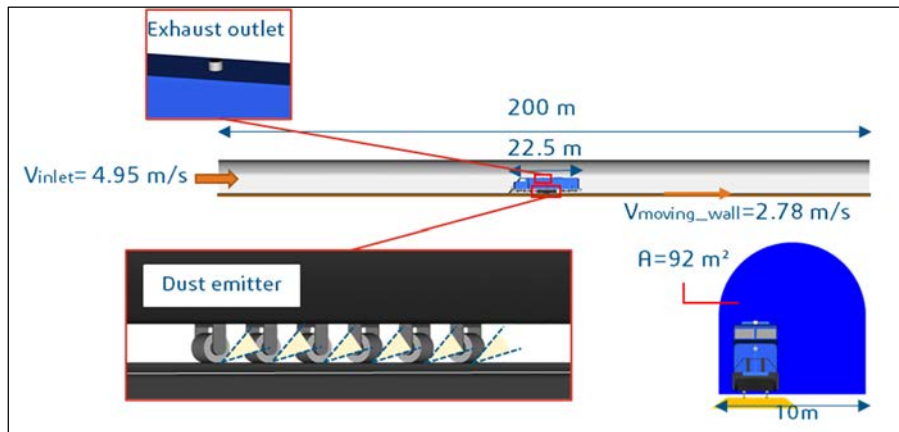 Exhaust outlet
200 m
22.5 m
Vinlet= 4.95 m/s
Vmoving_wall=2.78 m/s
Dust emitter
A=92 m²
10m